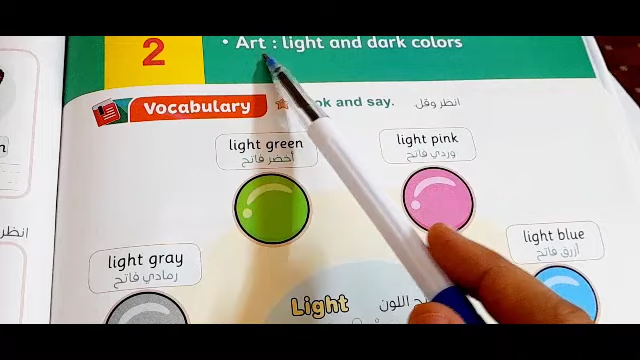 2
• Art : light and dark colors
Vocabulary
ok and say.
انظر وقل
light green
أخضر فاتح
light pink
وردي فاتح
light blue
أزرق فاتح
light gray
رمادي فاتح
Light
اللون
انظر